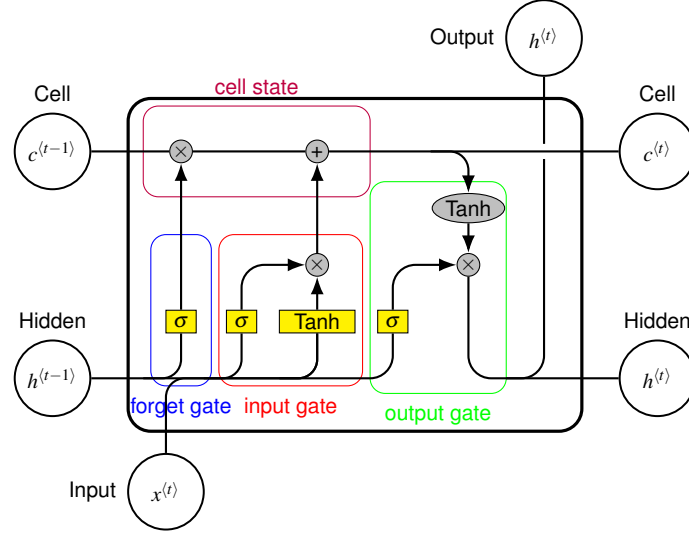 Output
h⟨t⟩
cell state
Cell
Cell
c⟨t−1⟩
×
+
c⟨t⟩
Tanh
×
×
Hidden
σ
σ
Tanh
σ
Hidden
h⟨t−1⟩
h⟨t⟩
forget gate
input gate
output gate
Input
x⟨t⟩